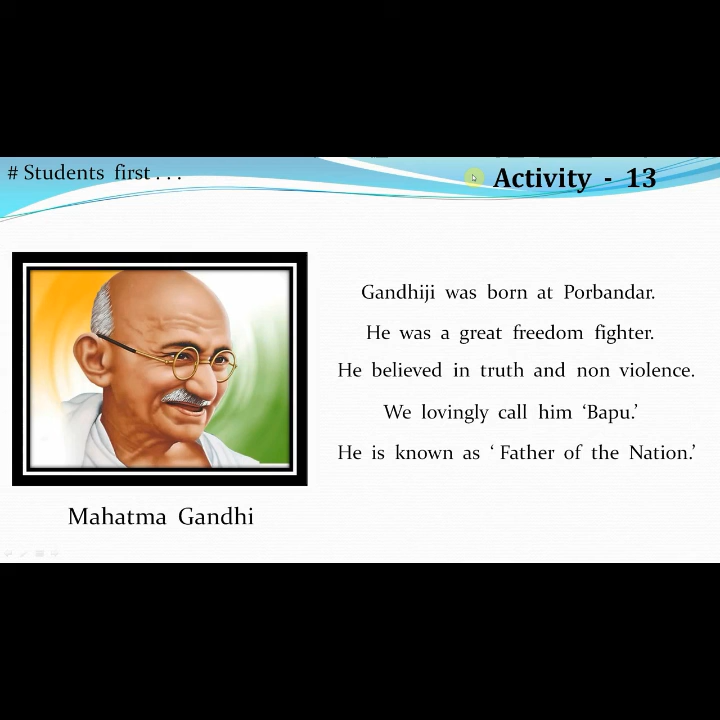 # Students first . . .
Activity - 13
Gandhiji was born at Porbandar.
He was a great freedom fighter.
He believed in truth and non violence.
We lovingly call him ‘Bapu.’
He is known as ‘ Father of the Nation.’
Mahatma Gandhi